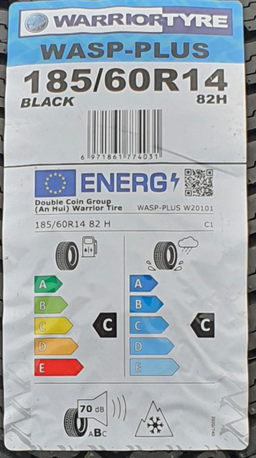 WARRIORTYRE
WASP-PLUS
185/60R14
BLACK 82H
6 971861 774031
ENERG
Double Coin Group
(An Hui) Warrior Tire WASP-PLUS W20101
185/60R14 82 H C1
A A
B B
C C C C
D D
E E
70 dB
ABC